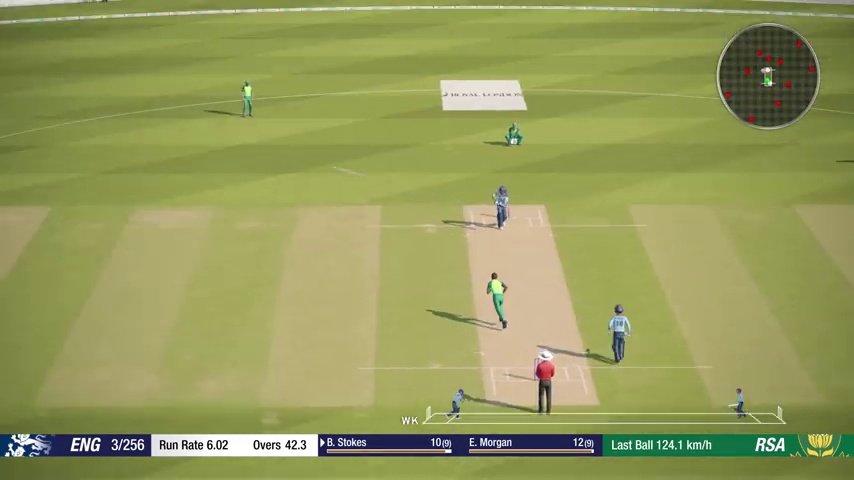 ROYAL LONDON
WK
ENG 3/256 Run Rate 6.02 Overs 42.3 B. Stokes 10(9) E. Morgan 12(9) Last Ball 124.1 km/h RSA